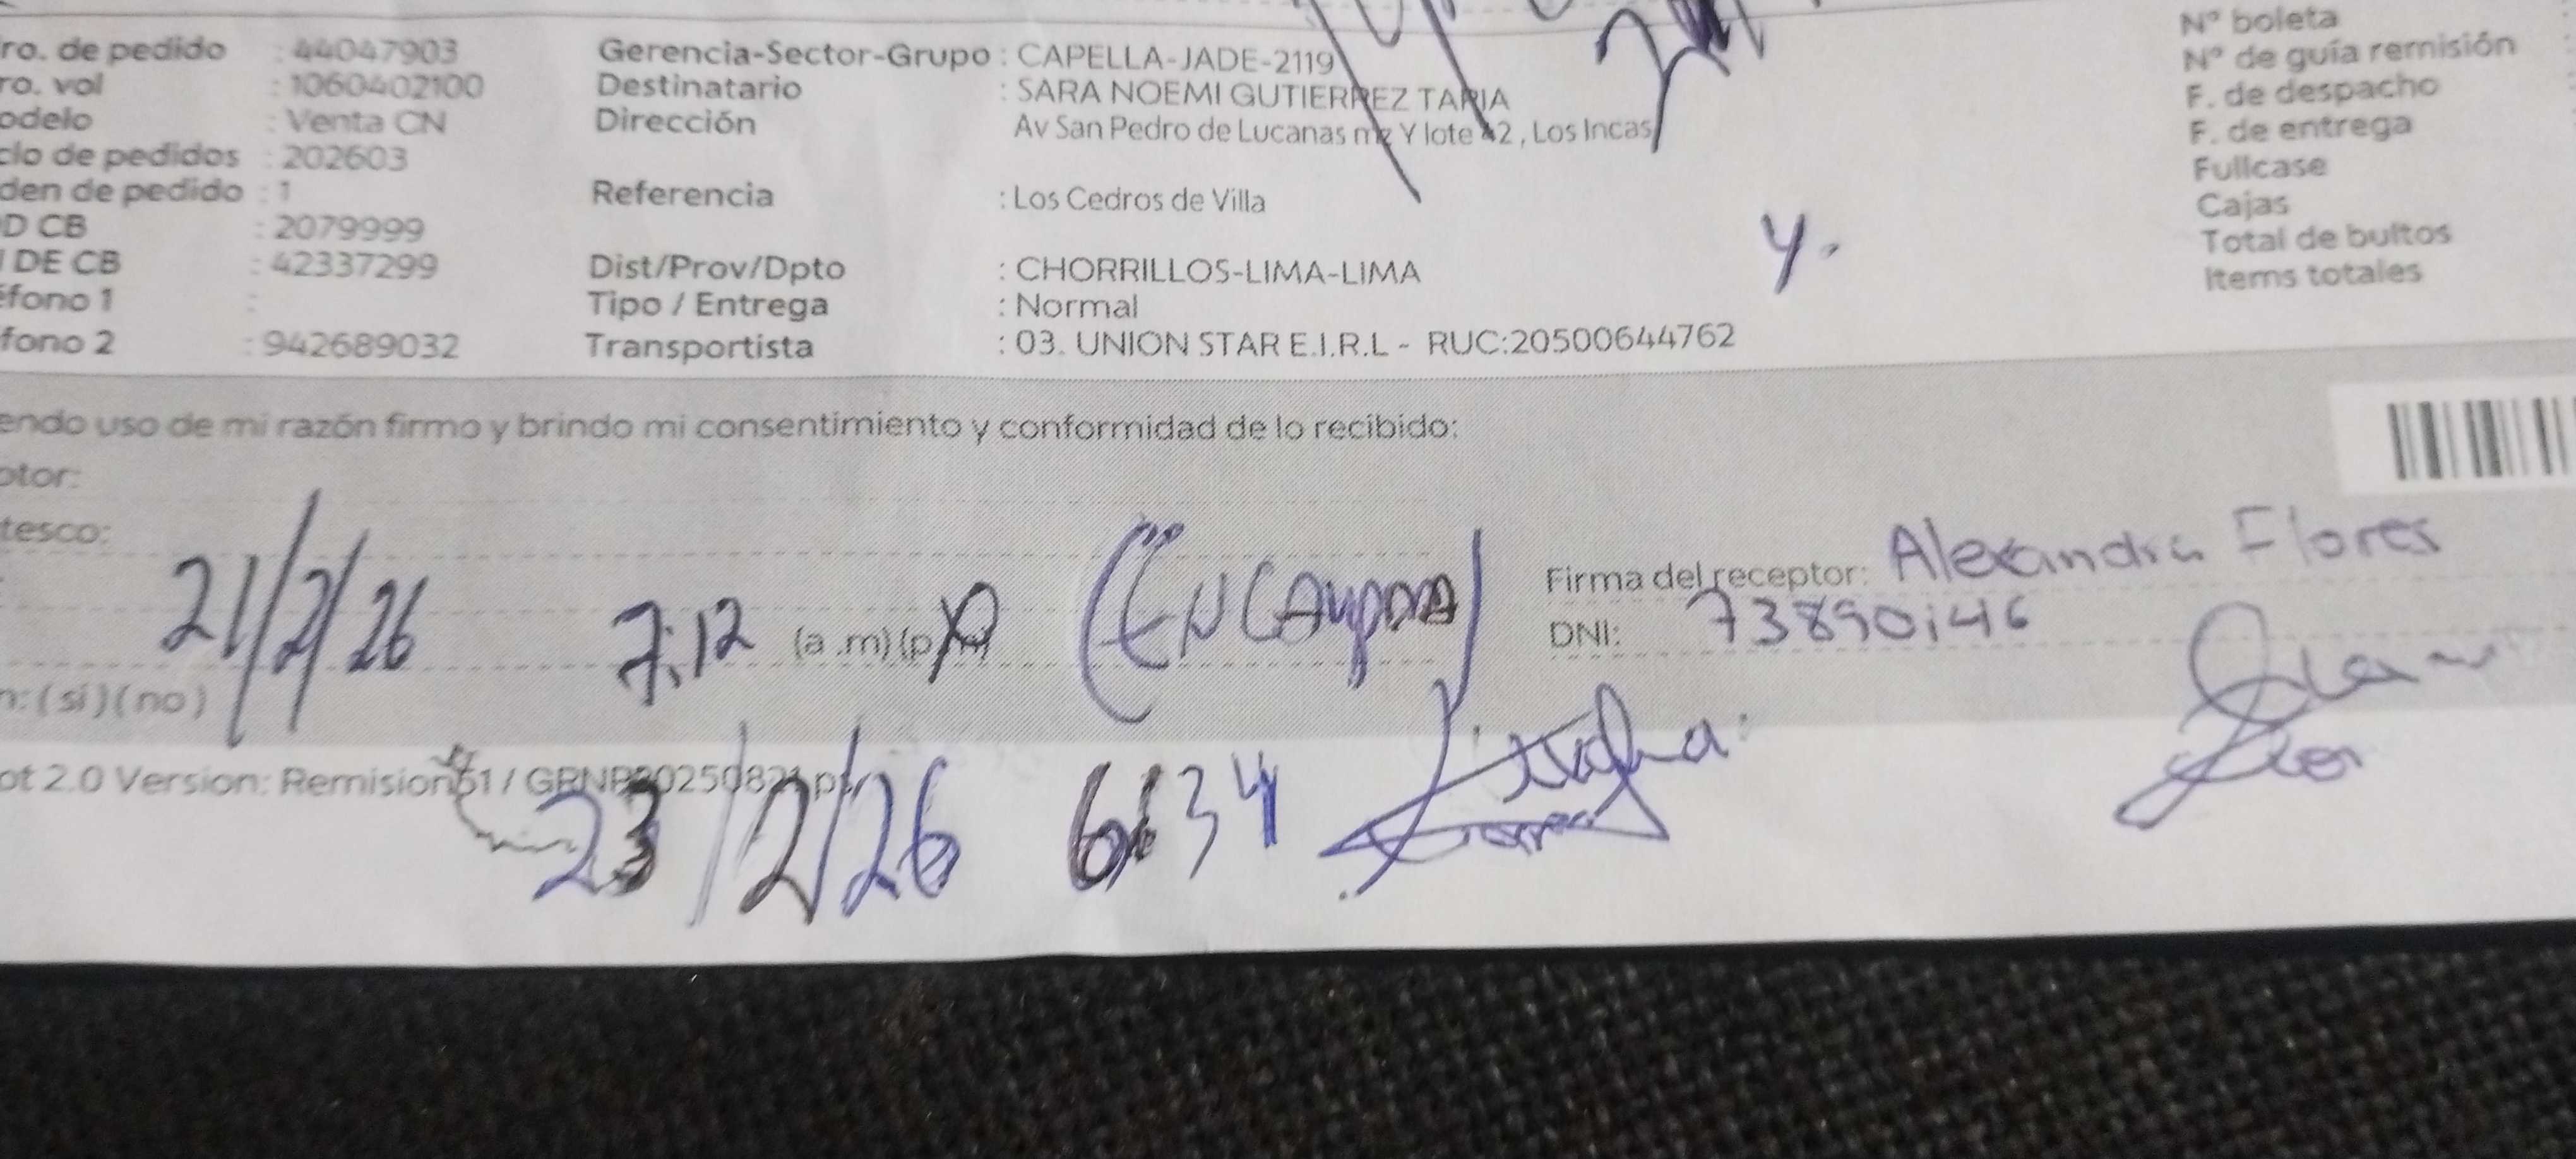 ro. de pedido : 44047903
ro. vol : 1060402100
odelo : Venta CN
clo de pedidos : 202603
den de pedido : 1
D CB : 2079999
DE CB : 42337299
éfono 1 :
fono 2 : 942689032
Gerencia-Sector-Grupo : CAPELLA-JADE-2119
Destinatario : SARA NOEMI GUTIERREZ TAPIA
Dirección Av San Pedro de Lucanas mz Y lote 42 , Los Incas
Referencia : Los Cedros de Villa
Dist/Prov/Dpto : CHORRILLOS-LIMA-LIMA
Tipo / Entrega : Normal
Transportista : 03. UNION STAR E.I.R.L - RUC:20500644762
Y.
N° boleta
N° de guía remisión
F. de despacho
F. de entrega
Fullcase
Cajas
Total de bultos
Items totales
endo uso de mi razón firmo y brindo mi consentimiento y conformidad de lo recibido:
ptor:
tesco:
21/2/26 7:12 (a .m) (p
Firma del receptor: Alexandra Flores
DNI: 73890146
n: (si) (no)
ot 2.0 Version: Remision51 / GRNP20250821.p
23/2/26 6:34